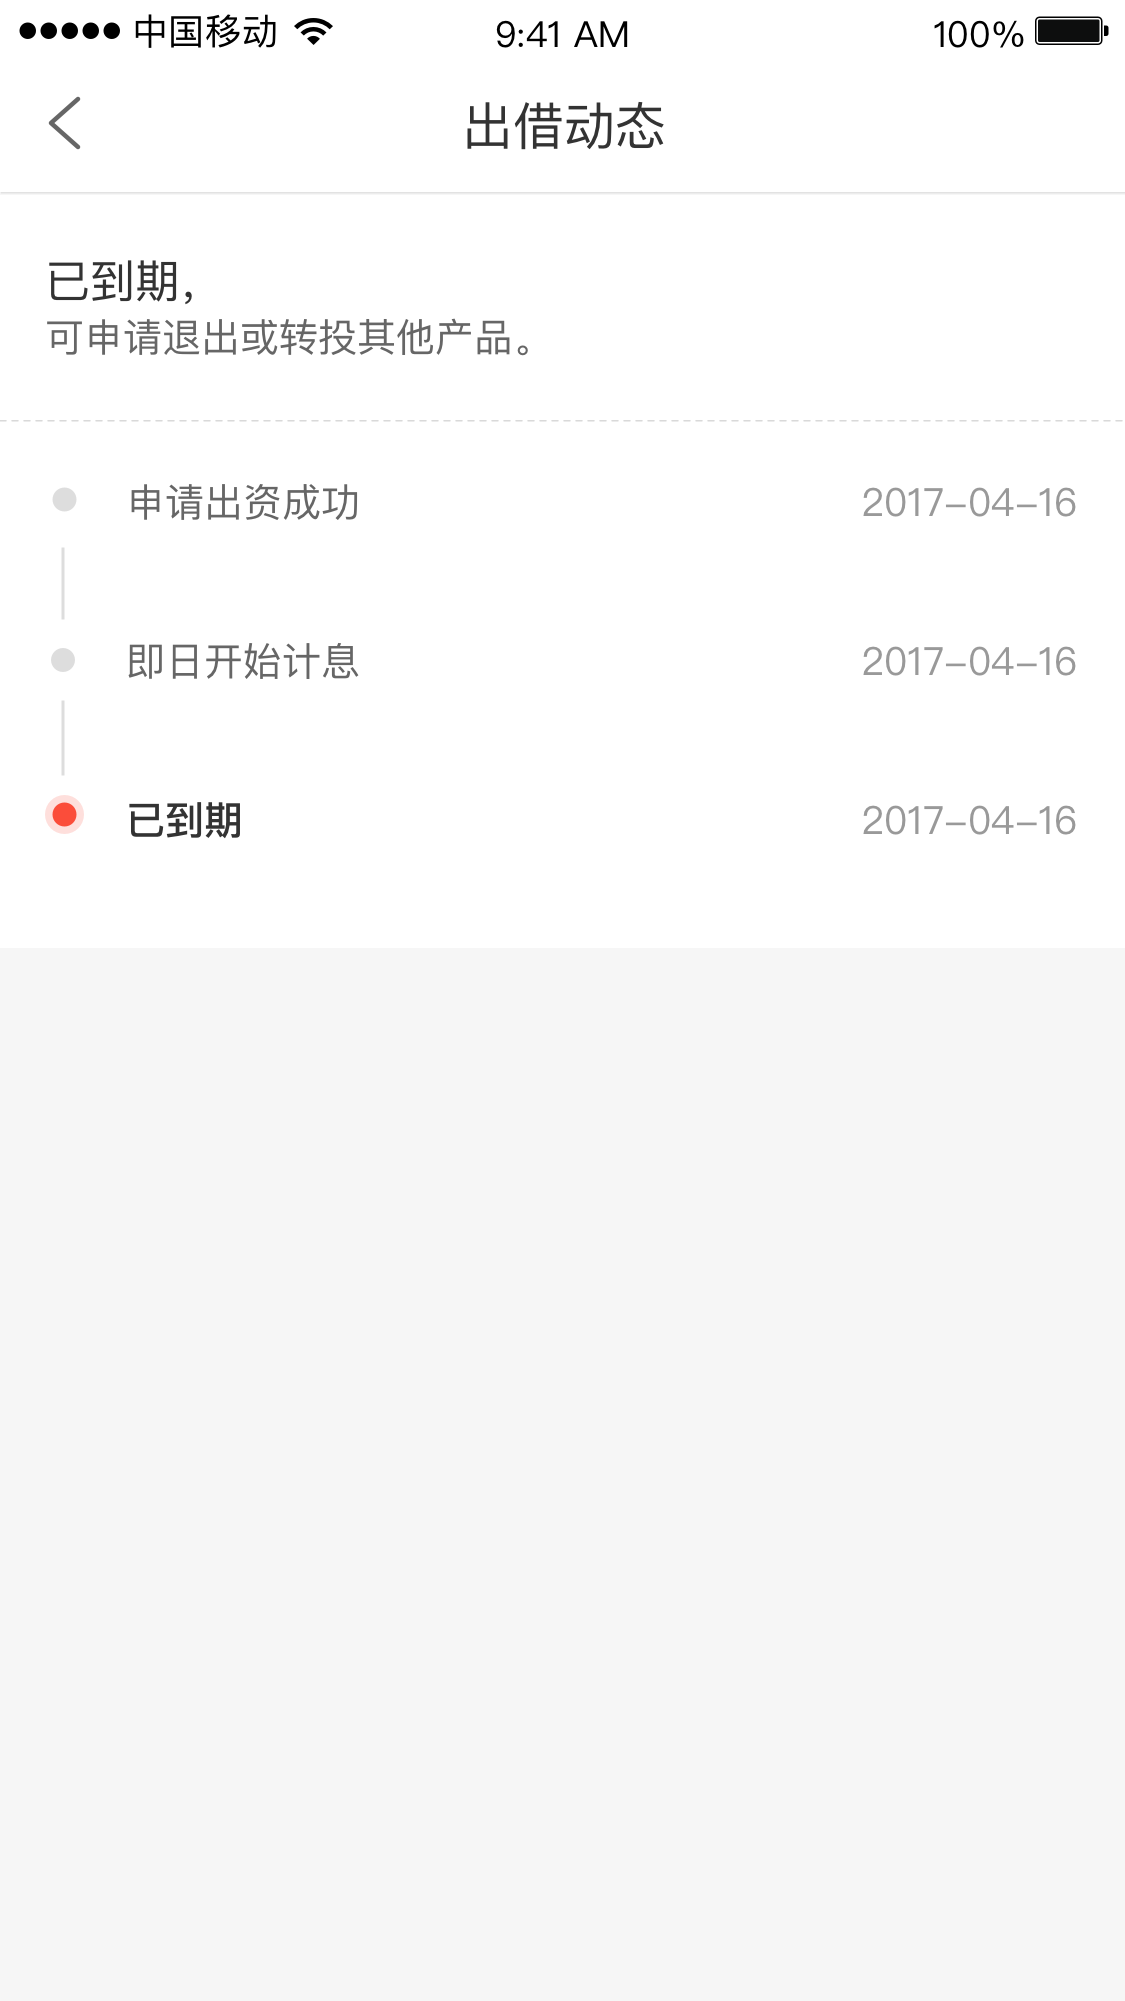 中国移动 9:41 AM 100%
出借动态
已到期，
可申请退出或转投其他产品。
申请出资成功 2017-04-16
即日开始计息 2017-04-16
已到期 2017-04-16